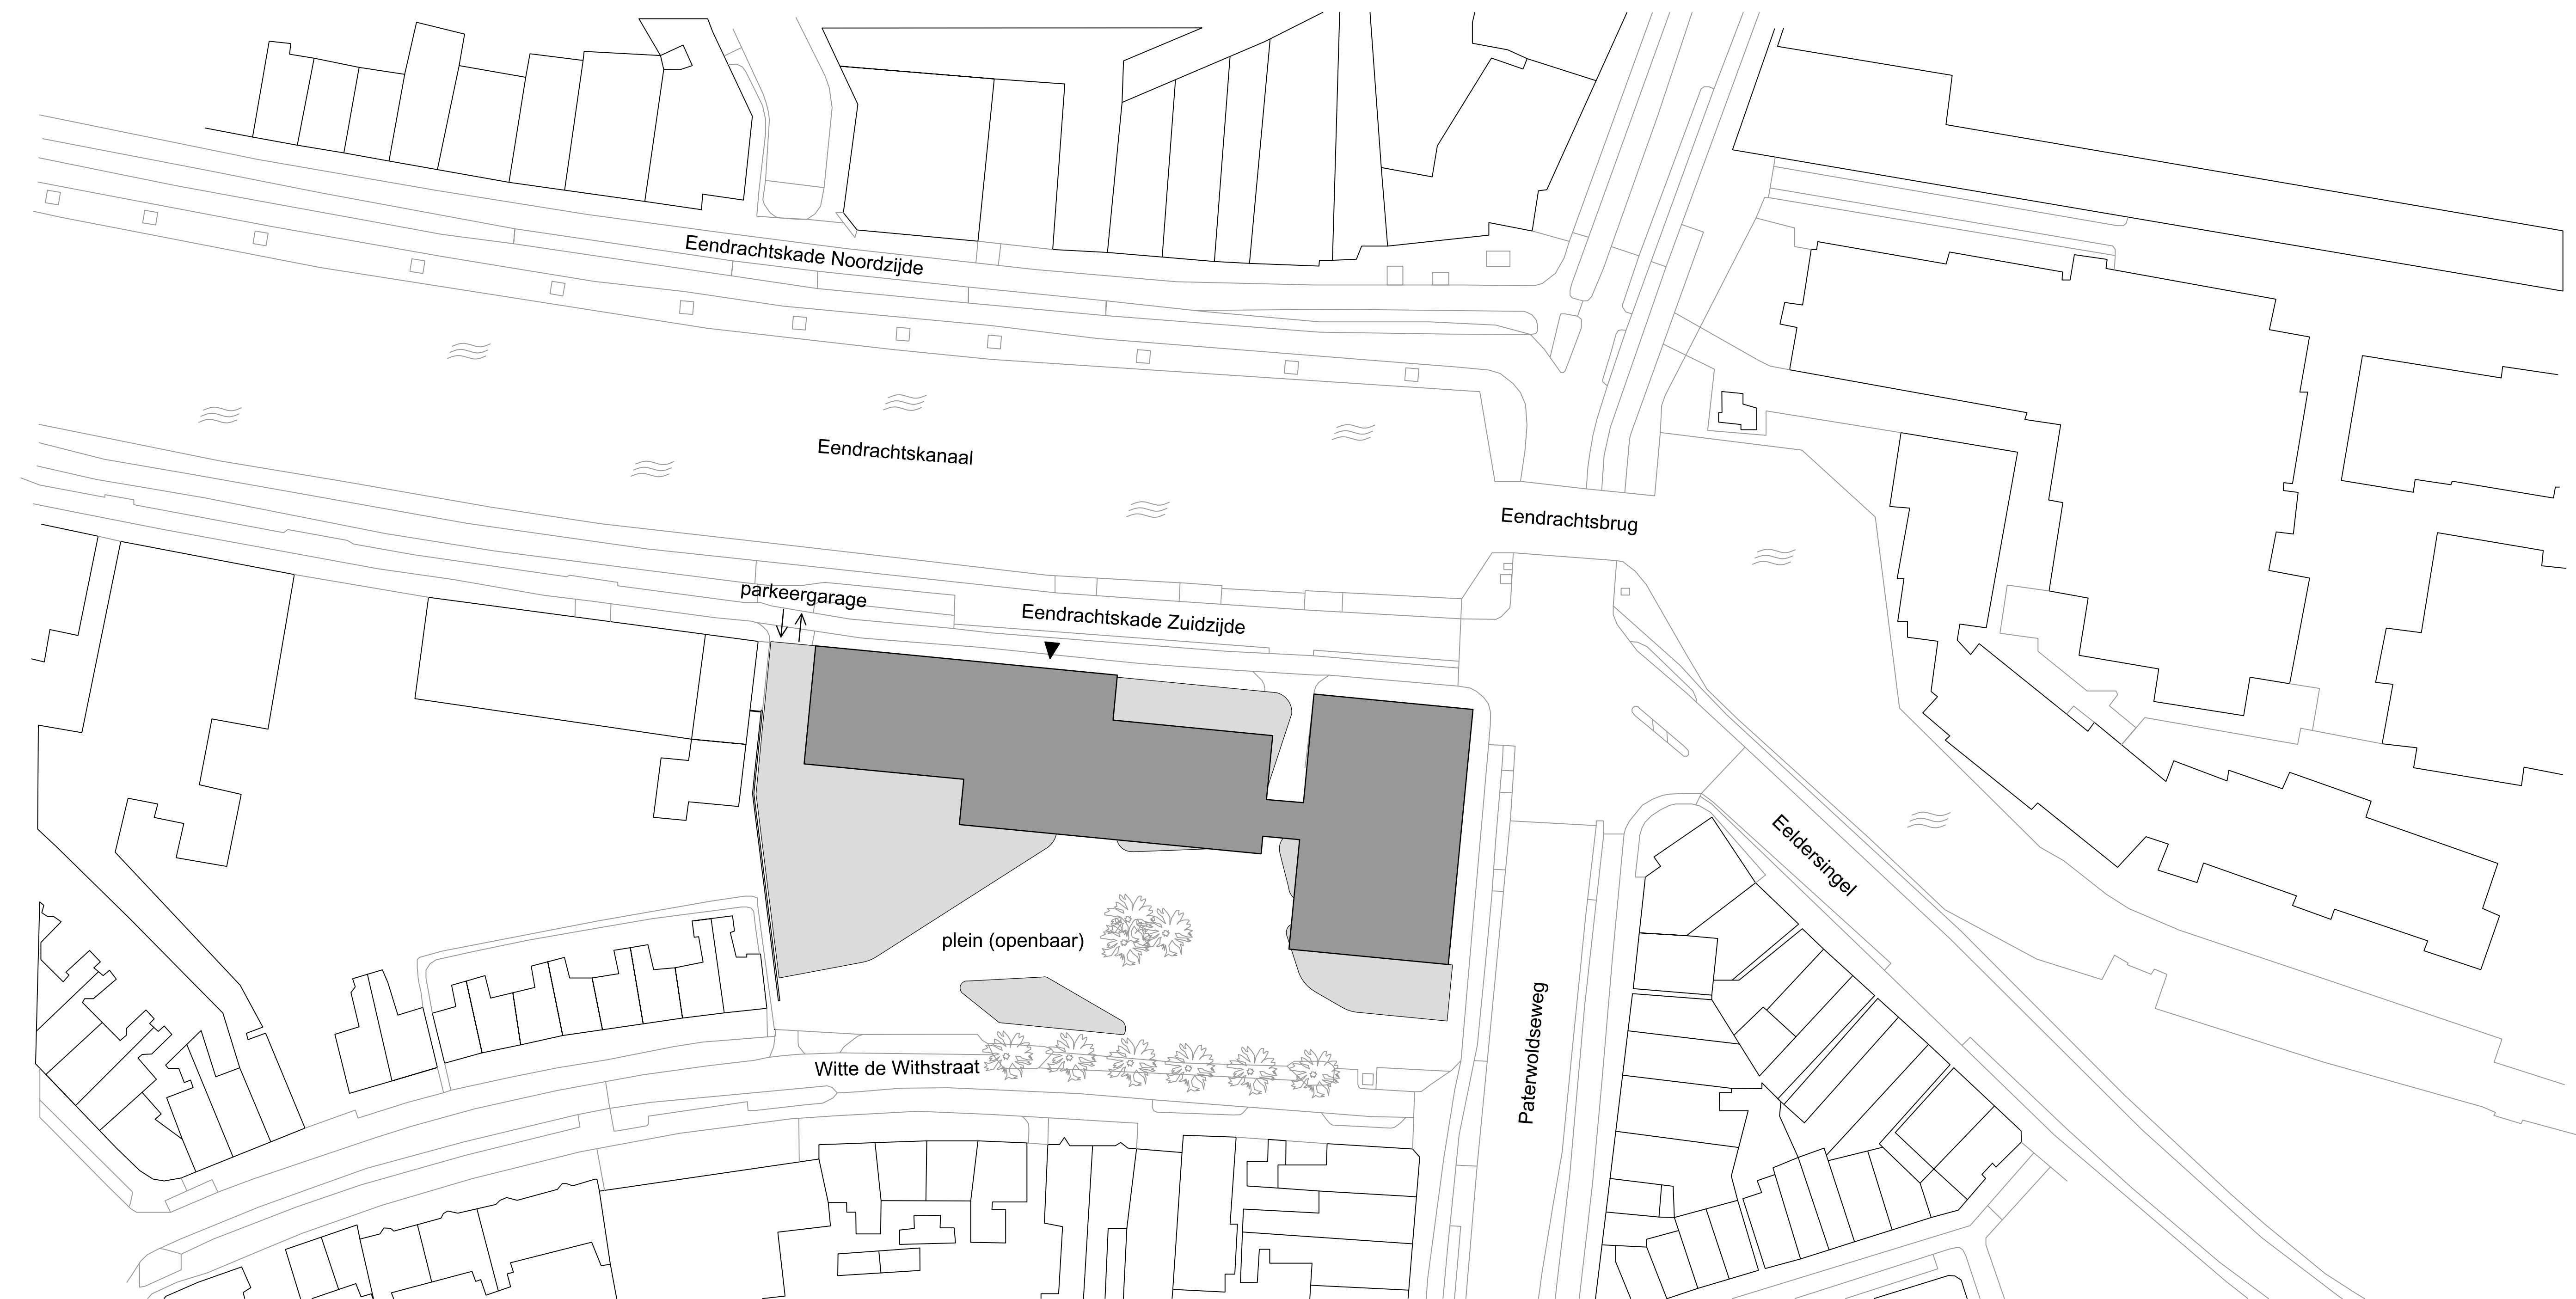 Eendrachtskade Noordzijde
Eendrachtskanaal
Eendrachtsbrug
parkeergarage
Eendrachtskade Zuidzijde
Eeldersingel
plein (openbaar)
Paterwoldseweg
Witte de Withstraat